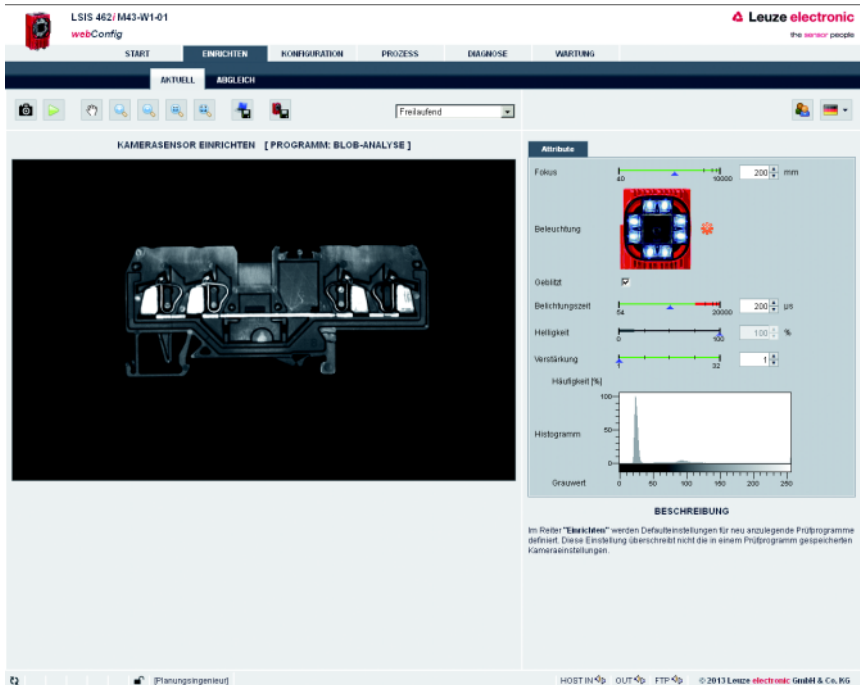 LSIS 462i M43-W1-01
webConfig
Leuze electronic
the sensor people
START EINRICHTEN KONFIGURATION PROZESS DIAGNOSE WARTUNG
AKTUELL ABGLEICH
Freilaufend
KAMERASENSOR EINRICHTEN [ PROGRAMM: BLOB-ANALYSE ]
Attribute
Fokus 40 10000 200 mm
Beleuchtung
Geblitzt
Belichtungszeit 54 20000 200 µs
Helligkeit 0 100 100 %
Verstärkung 1 32 1
Häufigkeit [%]
100
50
Histogramm
0
Grauwert 0 50 100 150 200 250
BESCHREIBUNG
Im Reiter "Einrichten" werden Defaulteinstellungen für neu anzulegende Prüfprogramme
definiert. Diese Einstellung überschreibt nicht die in einem Prüfprogramm gespeicherten
Kameraeinstellungen.
[Planungsingenieur] HOST IN OUT FTP © 2013 Leuze electronic GmbH & Co. KG